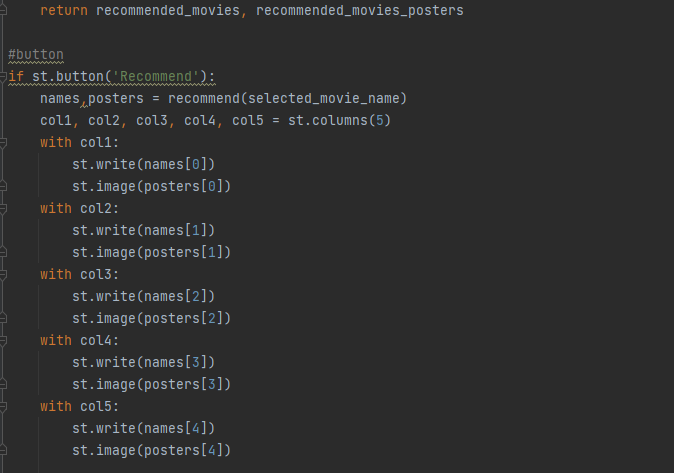 return recommended_movies, recommended_movies_posters
#button
if st.button('Recommend'):
names,posters = recommend(selected_movie_name)
col1, col2, col3, col4, col5 = st.columns(5)
with col1:
st.write(names[0])
st.image(posters[0])
with col2:
st.write(names[1])
st.image(posters[1])
with col3:
st.write(names[2])
st.image(posters[2])
with col4:
st.write(names[3])
st.image(posters[3])
with col5:
st.write(names[4])
st.image(posters[4])